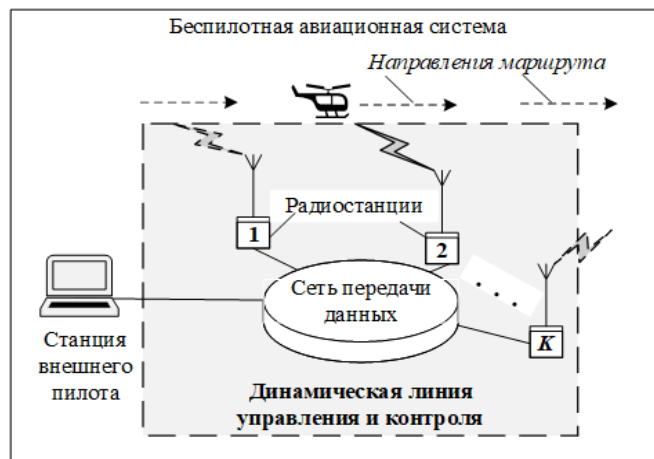 Беспилотная авиационная система
Направления маршрута
Радиостанции
1
2
. . .
Сеть передачи
данных
K
Станция
внешнего
пилота
Динамическая линия
управления и контроля